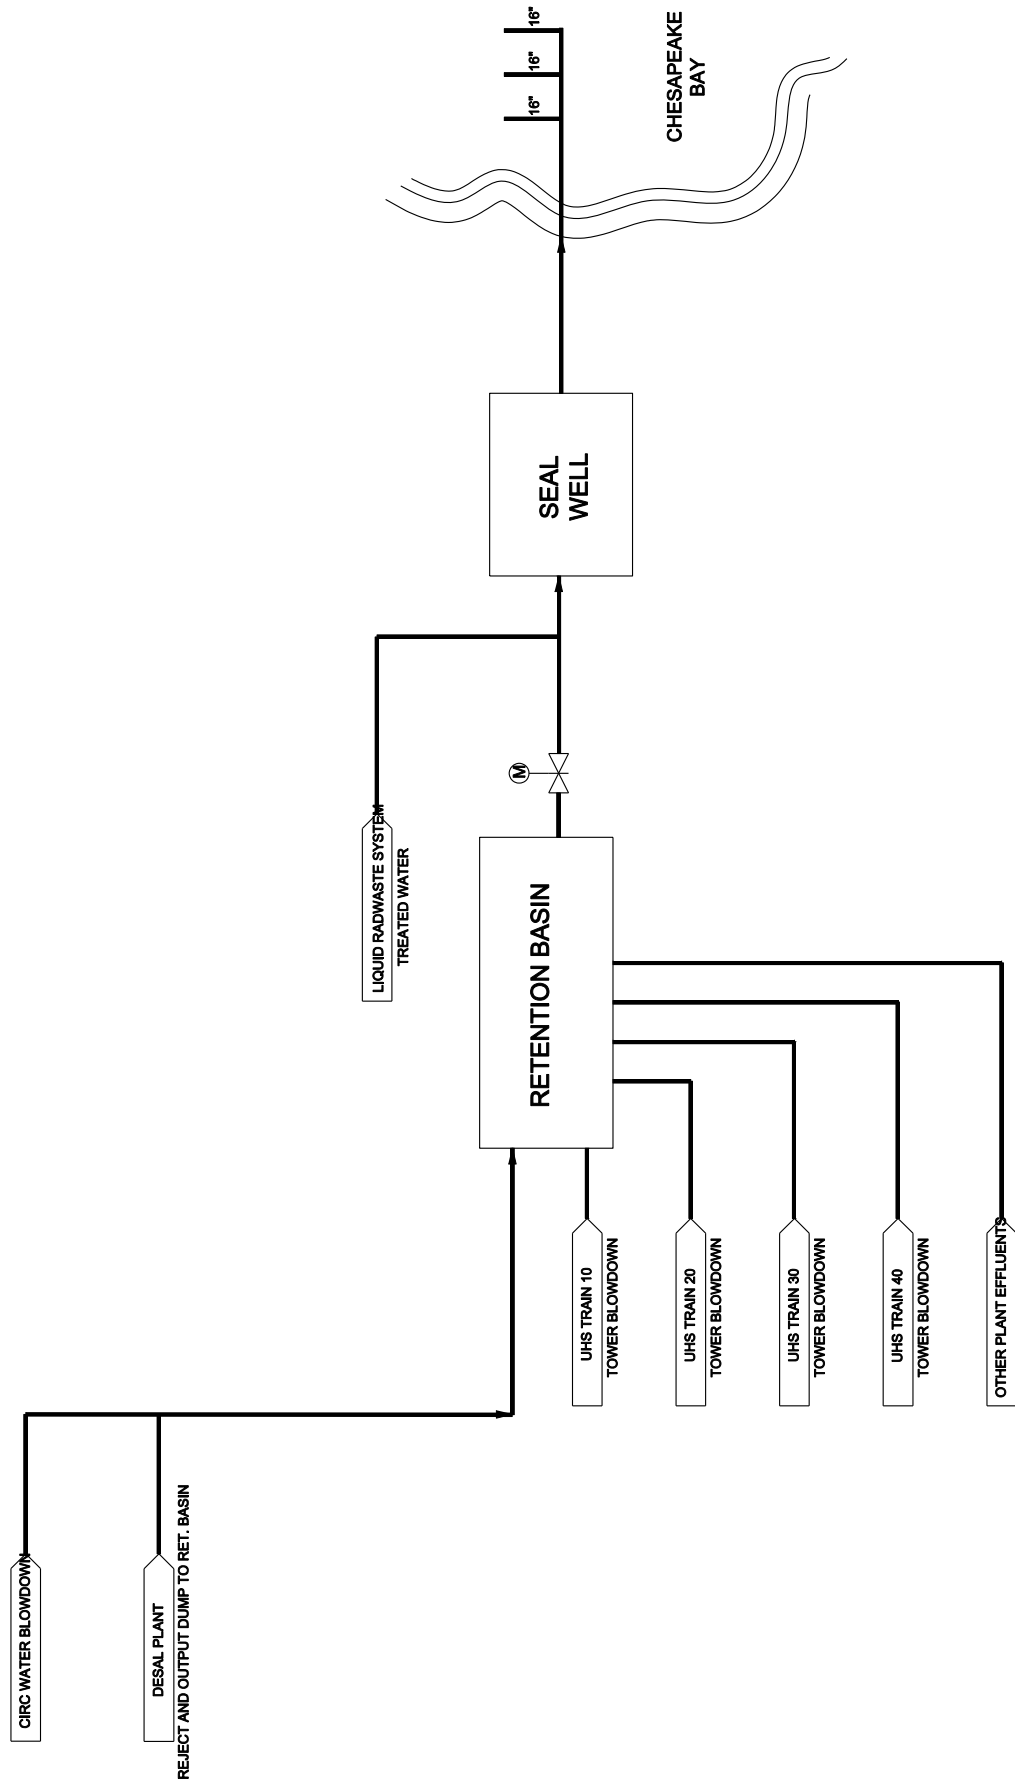 CIRC WATER BLOWDOWN
DESAL PLANT
REJECT AND OUTPUT DUMP TO RET. BASIN
LIQUID RADWASTE SYSTEM
TREATED WATER
RETENTION BASIN
M
SEAL
WELL
16"
16"
16"
CHESAPEAKE
BAY
UHS TRAIN 10
TOWER BLOWDOWN
UHS TRAIN 20
TOWER BLOWDOWN
UHS TRAIN 30
TOWER BLOWDOWN
UHS TRAIN 40
TOWER BLOWDOWN
OTHER PLANT EFFLUENTS